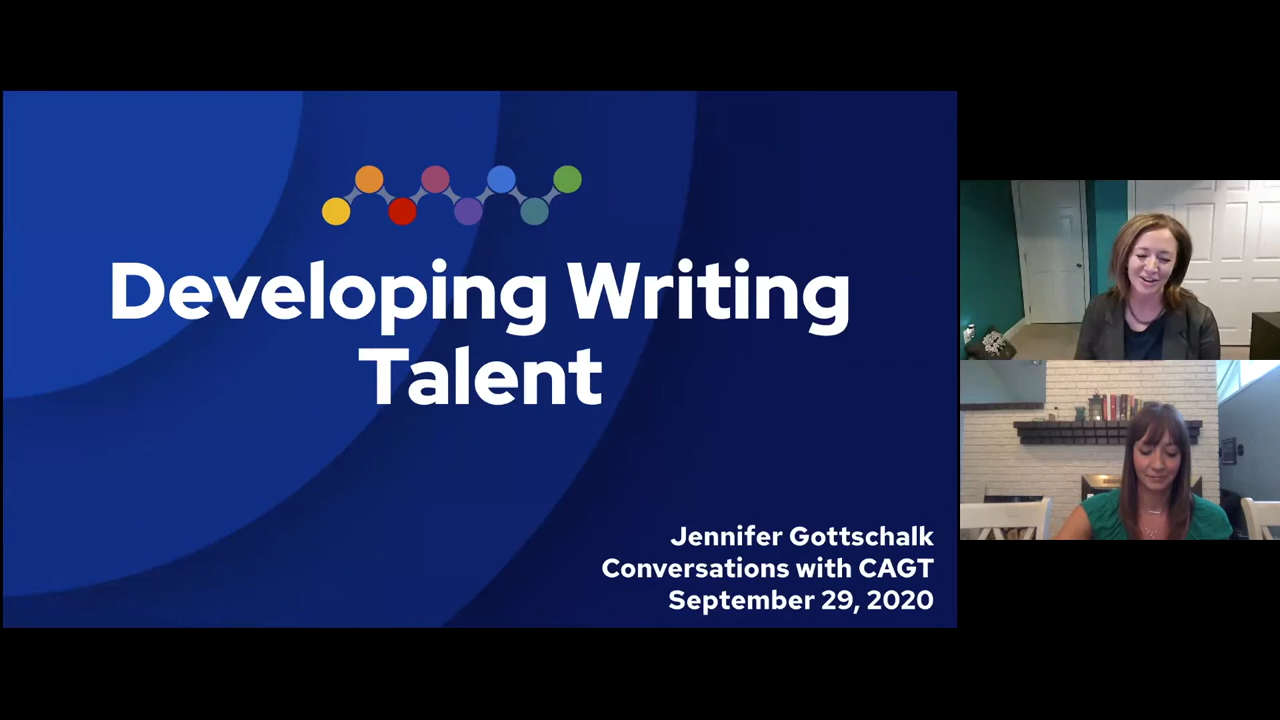 Developing Writing
Talent
Jennifer Gottschalk
Conversations with CAGT
September 29, 2020